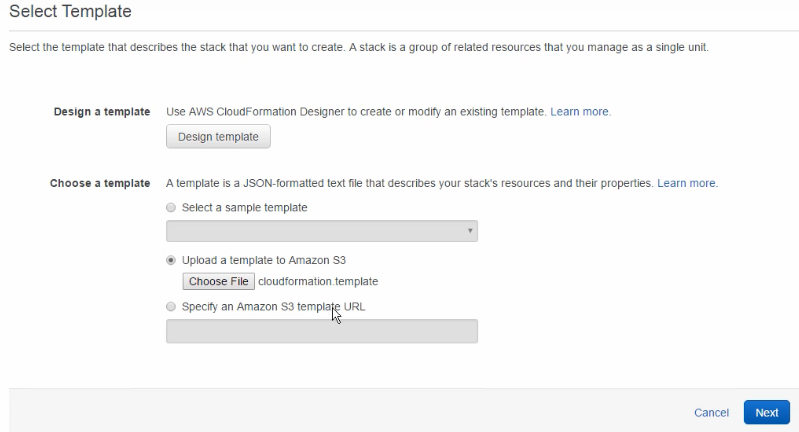 Select Template
Select the template that describes the stack that you want to create. A stack is a group of related resources that you manage as a single unit.
Design a template Use AWS CloudFormation Designer to create or modify an existing template. Learn more.
Design template
Choose a template A template is a JSON-formatted text file that describes your stack's resources and their properties. Learn more.
Select a sample template
Upload a template to Amazon S3
Choose File cloudformation.template
Specify an Amazon S3 template URL
Cancel Next